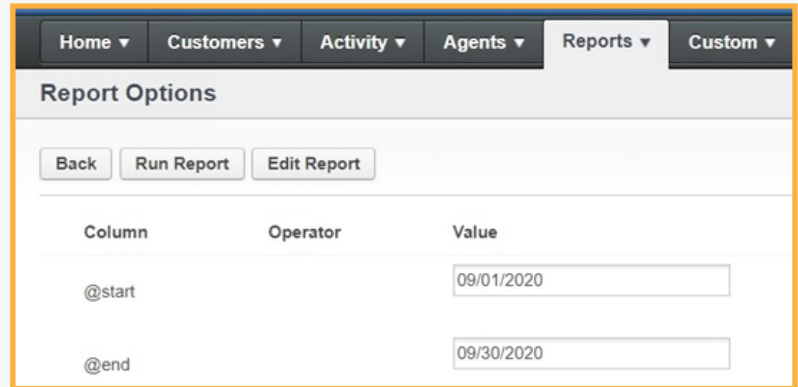 Home ▾ Customers ▾ Activity ▾ Agents ▾ Reports ▾ Custom ▾
Report Options
Back Run Report Edit Report
Column Operator Value
@start 09/01/2020
@end 09/30/2020